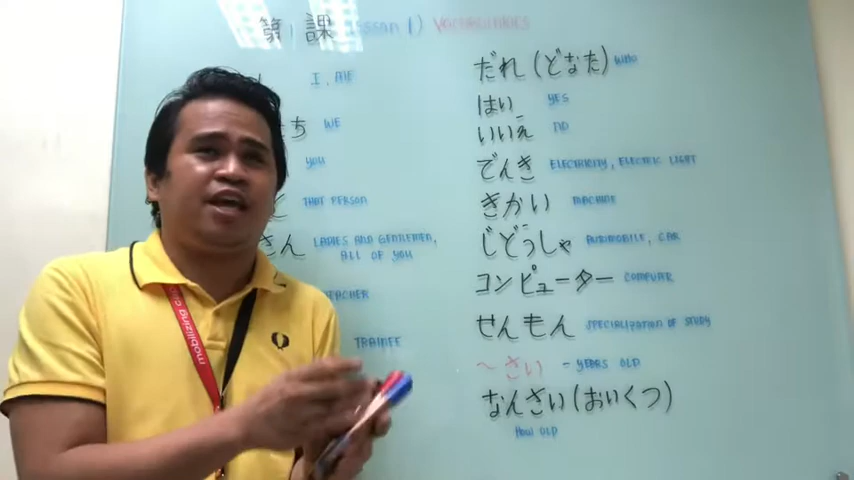 第1課 Lesson 1) VOCABULARIES
I, ME
たち WE
YOU
THAT PERSON
さん LADIES AND GENTLEMEN,
ALL OF YOU
TEACHER
TRAINEE
だれ (どなた) WHO
はい YES
いいえ NO
でんき ELECTRICITY, ELECTRIC LIGHT
きかい MACHINE
じどうしゃ AUTOMOBILE, CAR
コンピューター COMPUTER
せんもん SPECIALIZATION OF STUDY
～さい - YEARS OLD
なんさい (おいくつ)
HOW OLD
mobilizing